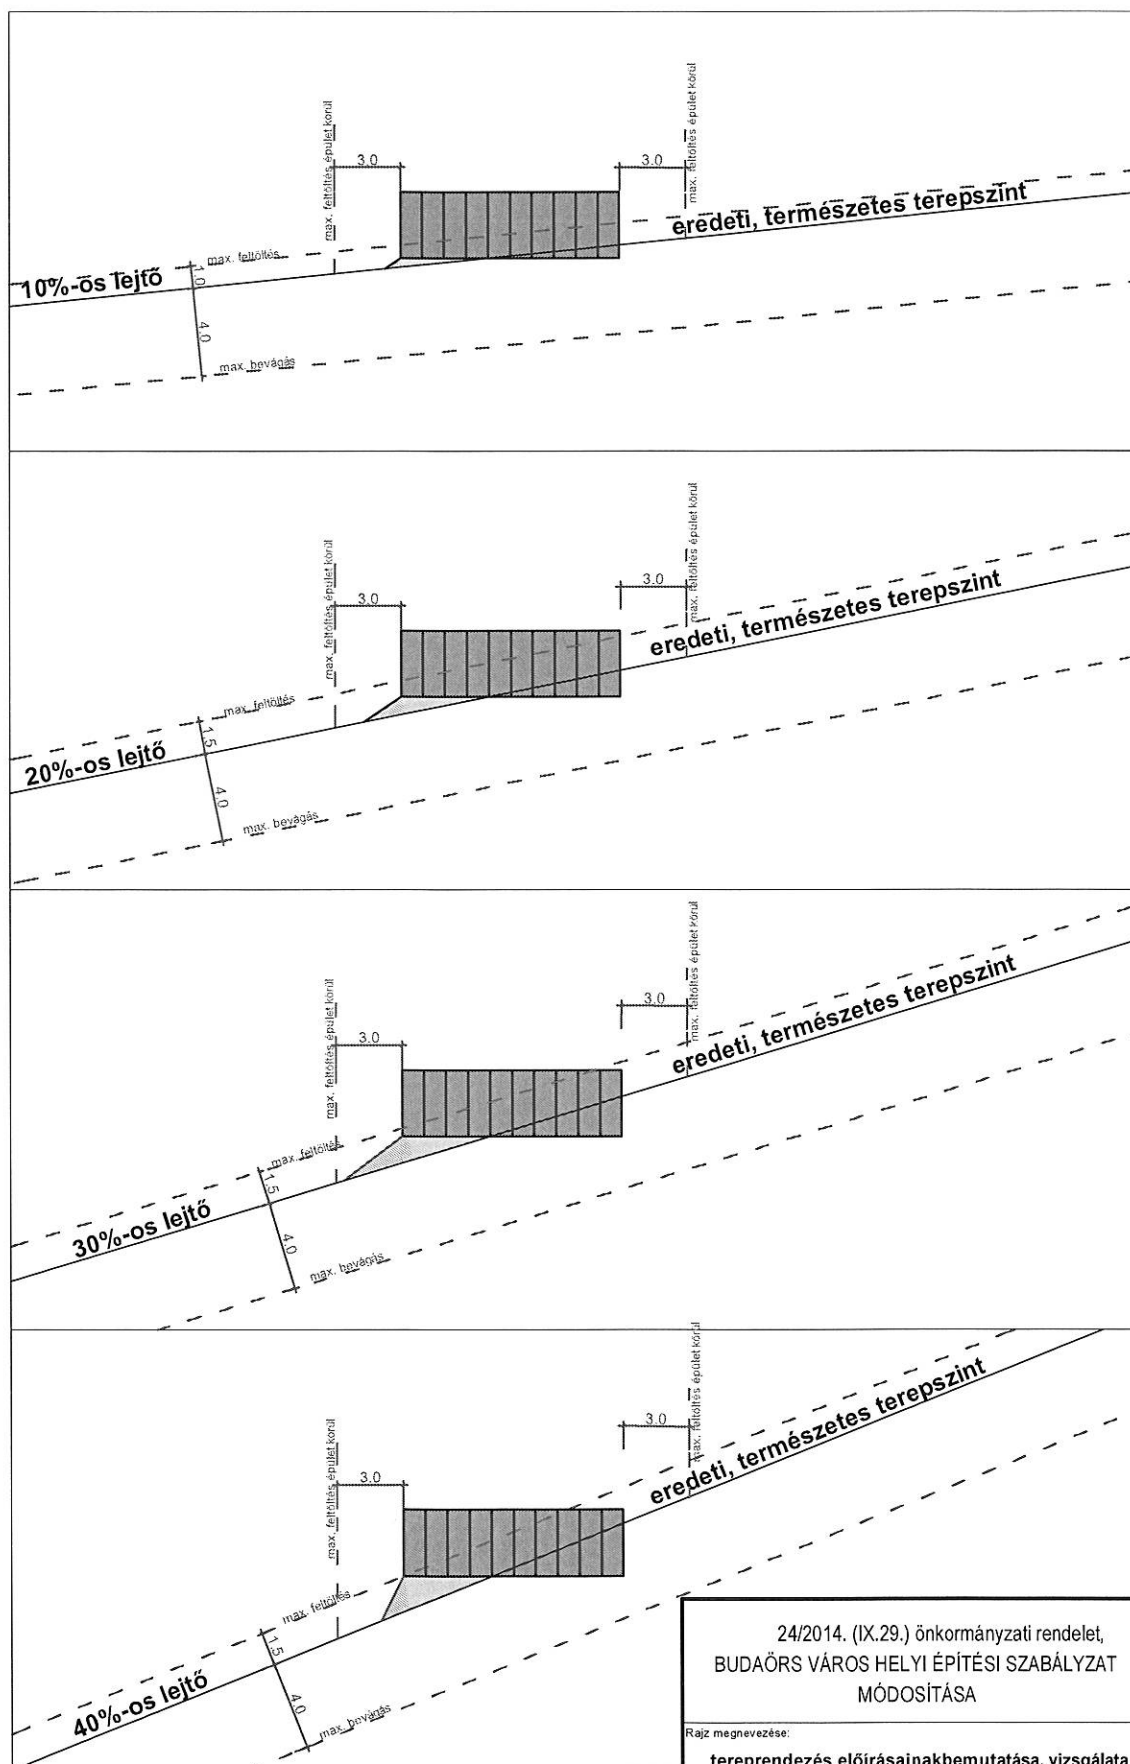 max. feltöltés épület körül
max. feltöltés épület körül
3.0
3.0
eredeti, természetes terepszint
max. feltöltés
10%-os lejtő
1.0
4.0
max. bevágás
max. feltöltés épület körül
max. feltöltés épület körül
3.0
3.0
eredeti, természetes terepszint
max. feltöltés
20%-os lejtő
1.5
4.0
max. bevágás
max. feltöltés épület körül
max. feltöltés épület körül
3.0
3.0
eredeti, természetes terepszint
max. feltöltés
30%-os lejtő
1.5
4.0
max. bevágás
max. feltöltés épület körül
max. feltöltés épület körül
3.0
3.0
eredeti, természetes terepszint
max. feltöltés
40%-os lejtő
1.5
4.0
max. bevágás
24/2014. (IX.29.) önkormányzati rendelet,
BUDAÖRS VÁROS HELYI ÉPÍTÉSI SZABÁLYZAT
MÓDOSÍTÁSA
Rajz megnevezése:
tereprendezés előírásainakbemutatása, vizsgálata